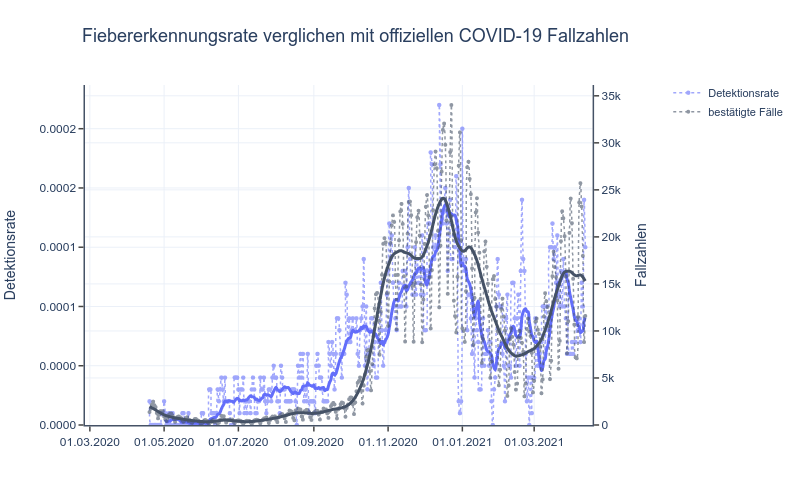 Fiebererkennungsrate verglichen mit offiziellen COVID-19 Fallzahlen
Detektionsrate
bestätigte Fälle
0.0002
0.0002
0.0001
0.0001
0.0000
0.0000
Detektionsrate
35k
30k
25k
20k
15k
10k
5k
0
Fallzahlen
01.03.2020
01.05.2020
01.07.2020
01.09.2020
01.11.2020
01.01.2021
01.03.2021